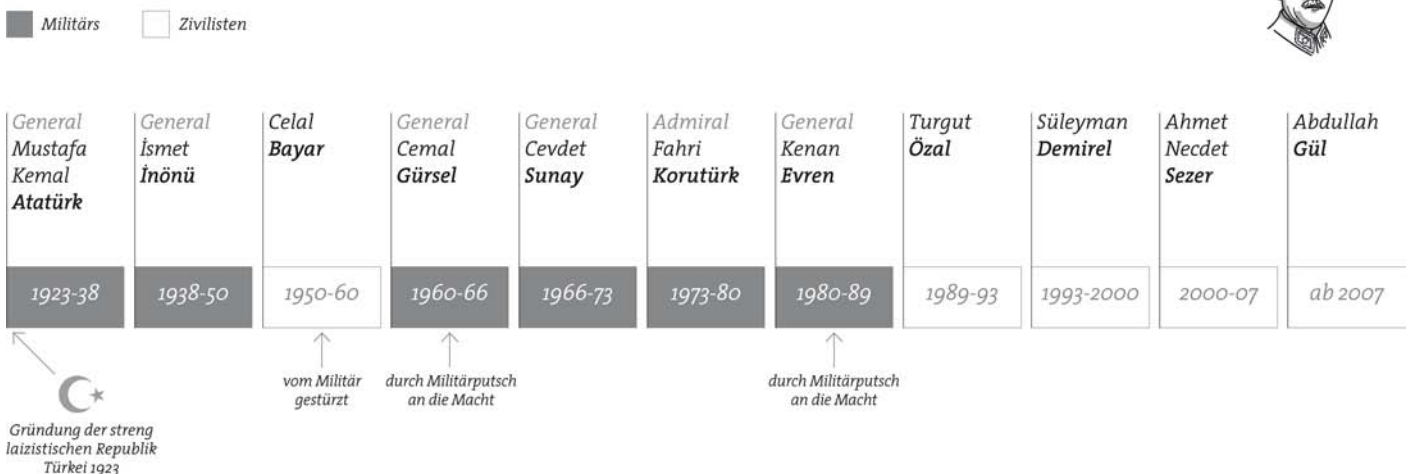 Militärs
Zivilisten
General
Mustafa
Kemal
Atatürk
General
İsmet
İnönü
Celal
Bayar
General
Cemal
Gürsel
General
Cevdet
Sunay
Admiral
Fahri
Korutürk
General
Kenan
Evren
Turgut
Özal
Süleyman
Demirel
Ahmet
Necdet
Sezer
Abdullah
Gül
1923-38
1938-50
1950-60
1960-66
1966-73
1973-80
1980-89
1989-93
1993-2000
2000-07
ab 2007
Gründung der streng
laizistischen Republik
Türkei 1923
vom Militär
gestürzt
durch Militärputsch
an die Macht
durch Militärputsch
an die Macht